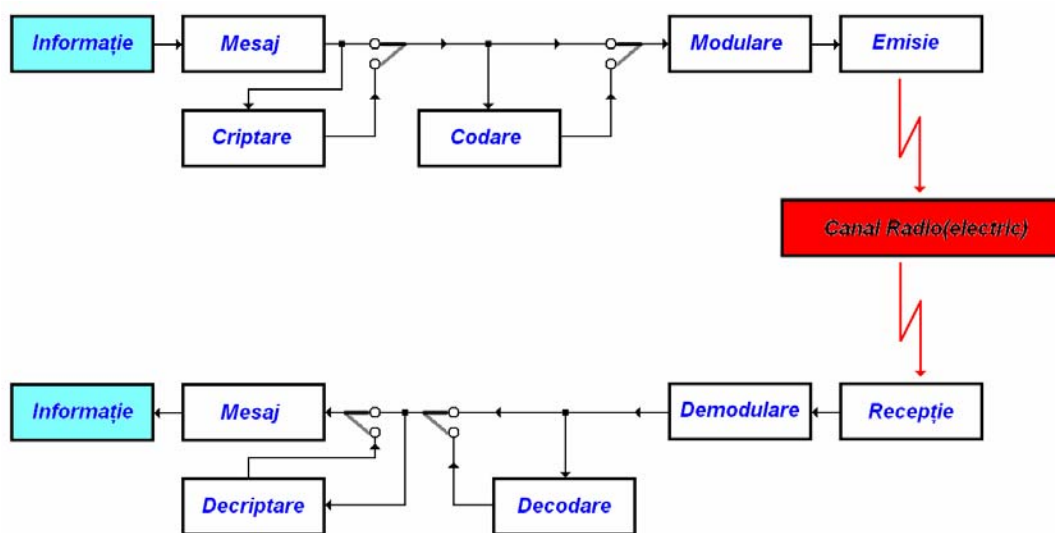 Informație
Mesaj
Modulare
Emisie
Criptare
Codare
Canal Radio(electric)
Informație
Mesaj
Demodulare
Recepție
Decriptare
Decodare